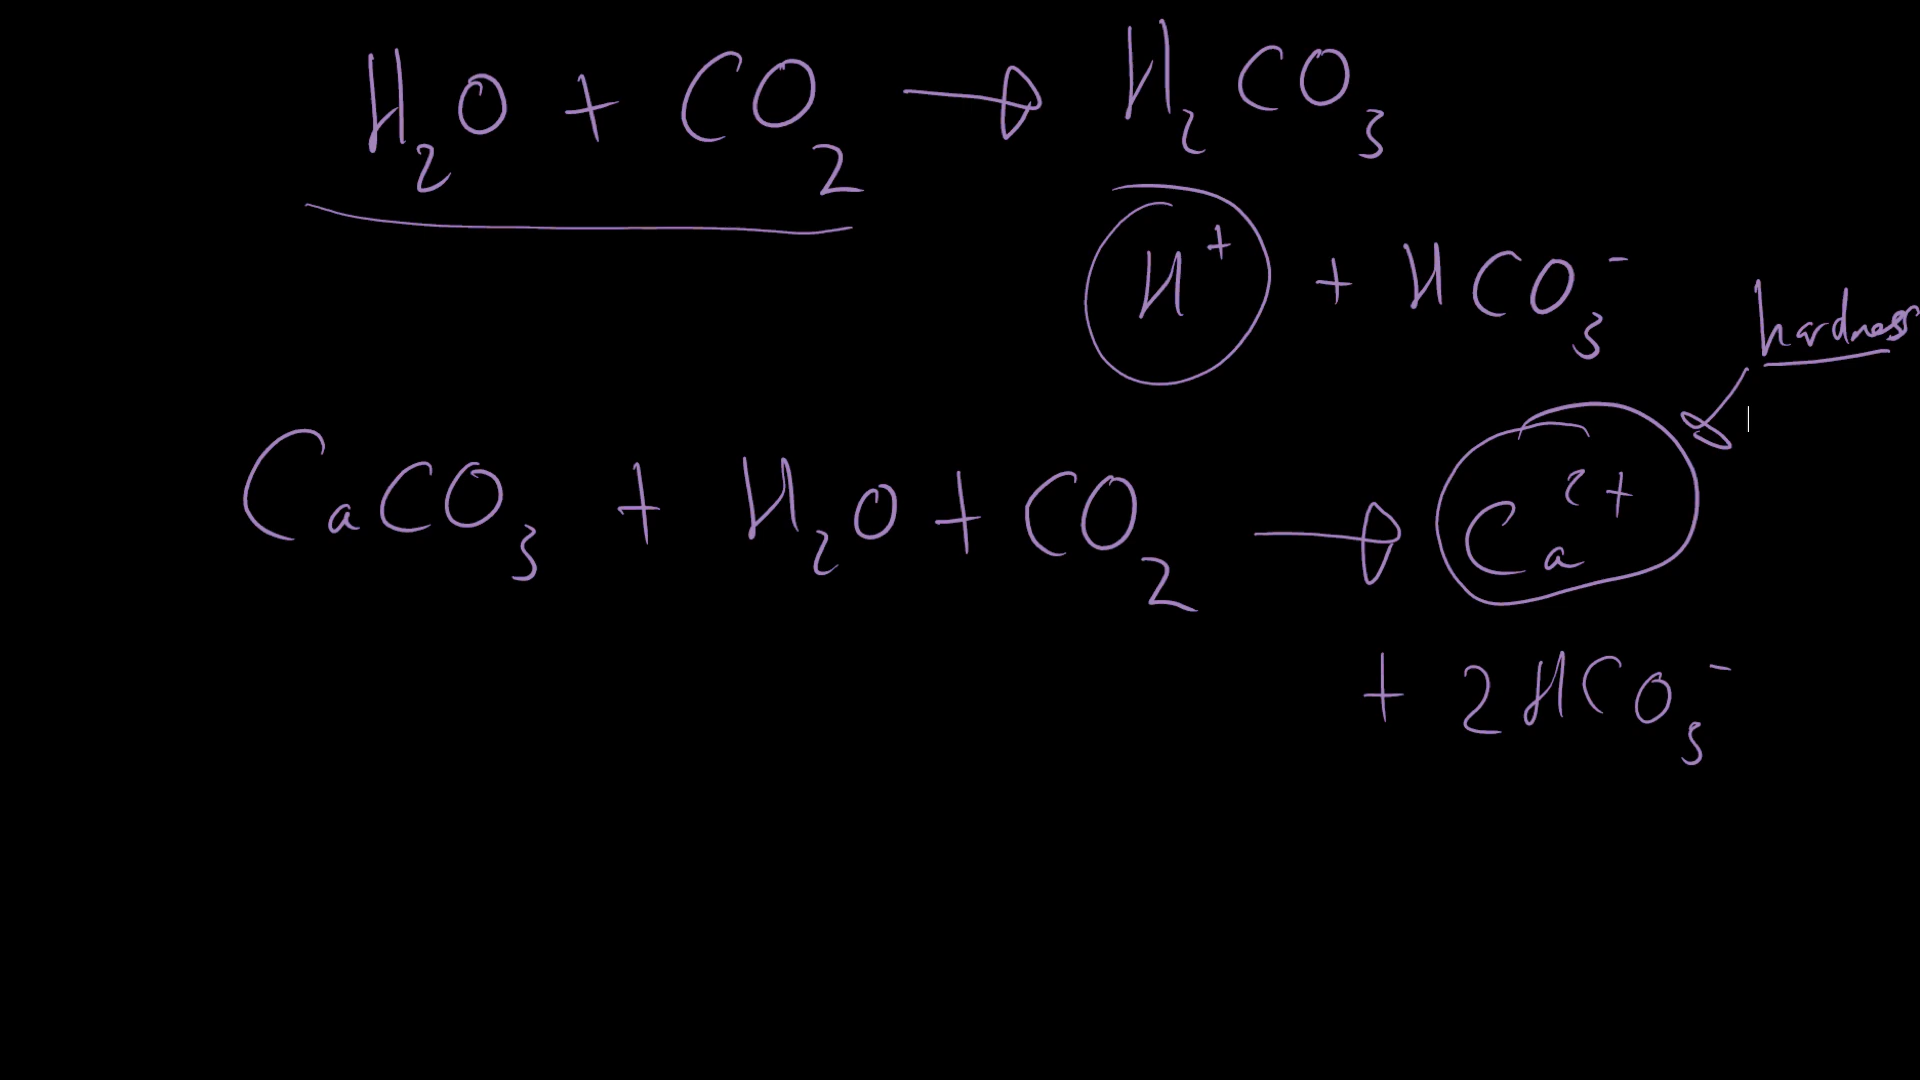 H₂O + CO₂ → H₂CO₃
H⁺ + HCO₃⁻
hardness
CaCO₃ + H₂O + CO₂ → Ca²⁺
+ 2HCO₃⁻